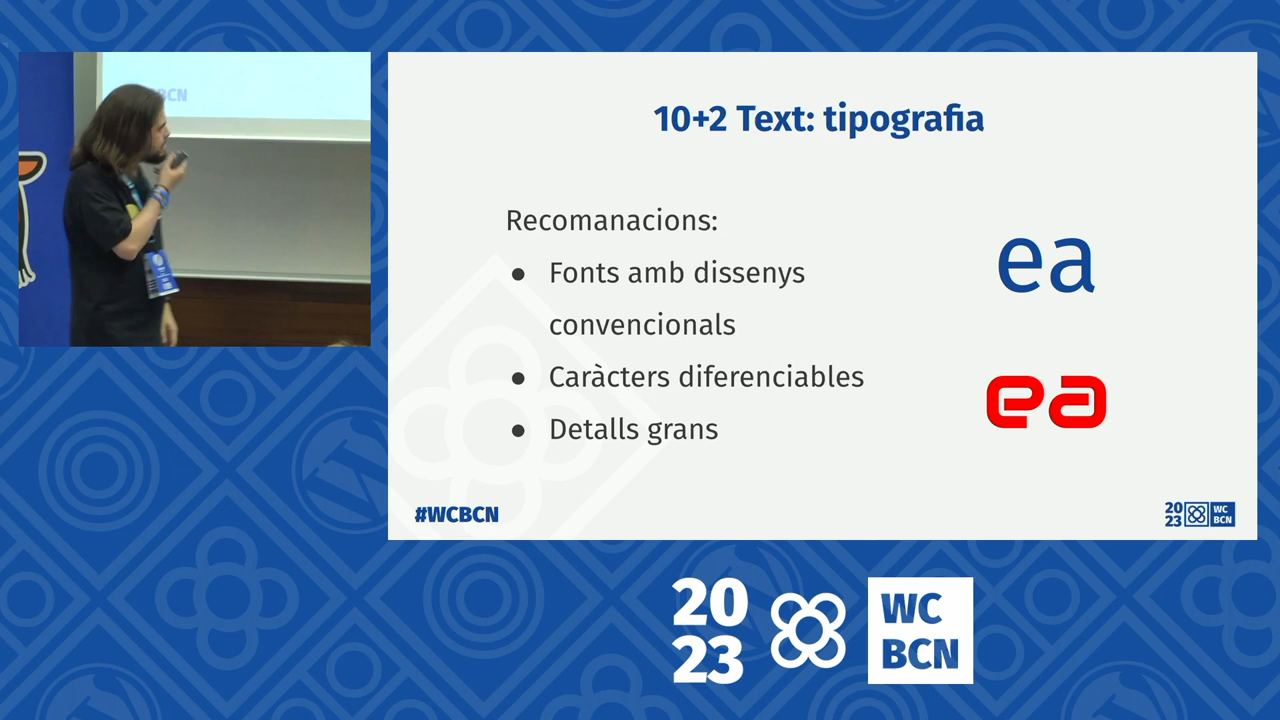 BCN
10+2 Text: tipografia
Recomanacions:
● Fonts amb dissenys
convencionals
● Caràcters diferenciables
● Detalls grans
ea
ea
#WCBCN
20
23
WC
BCN
20
23
WC
BCN